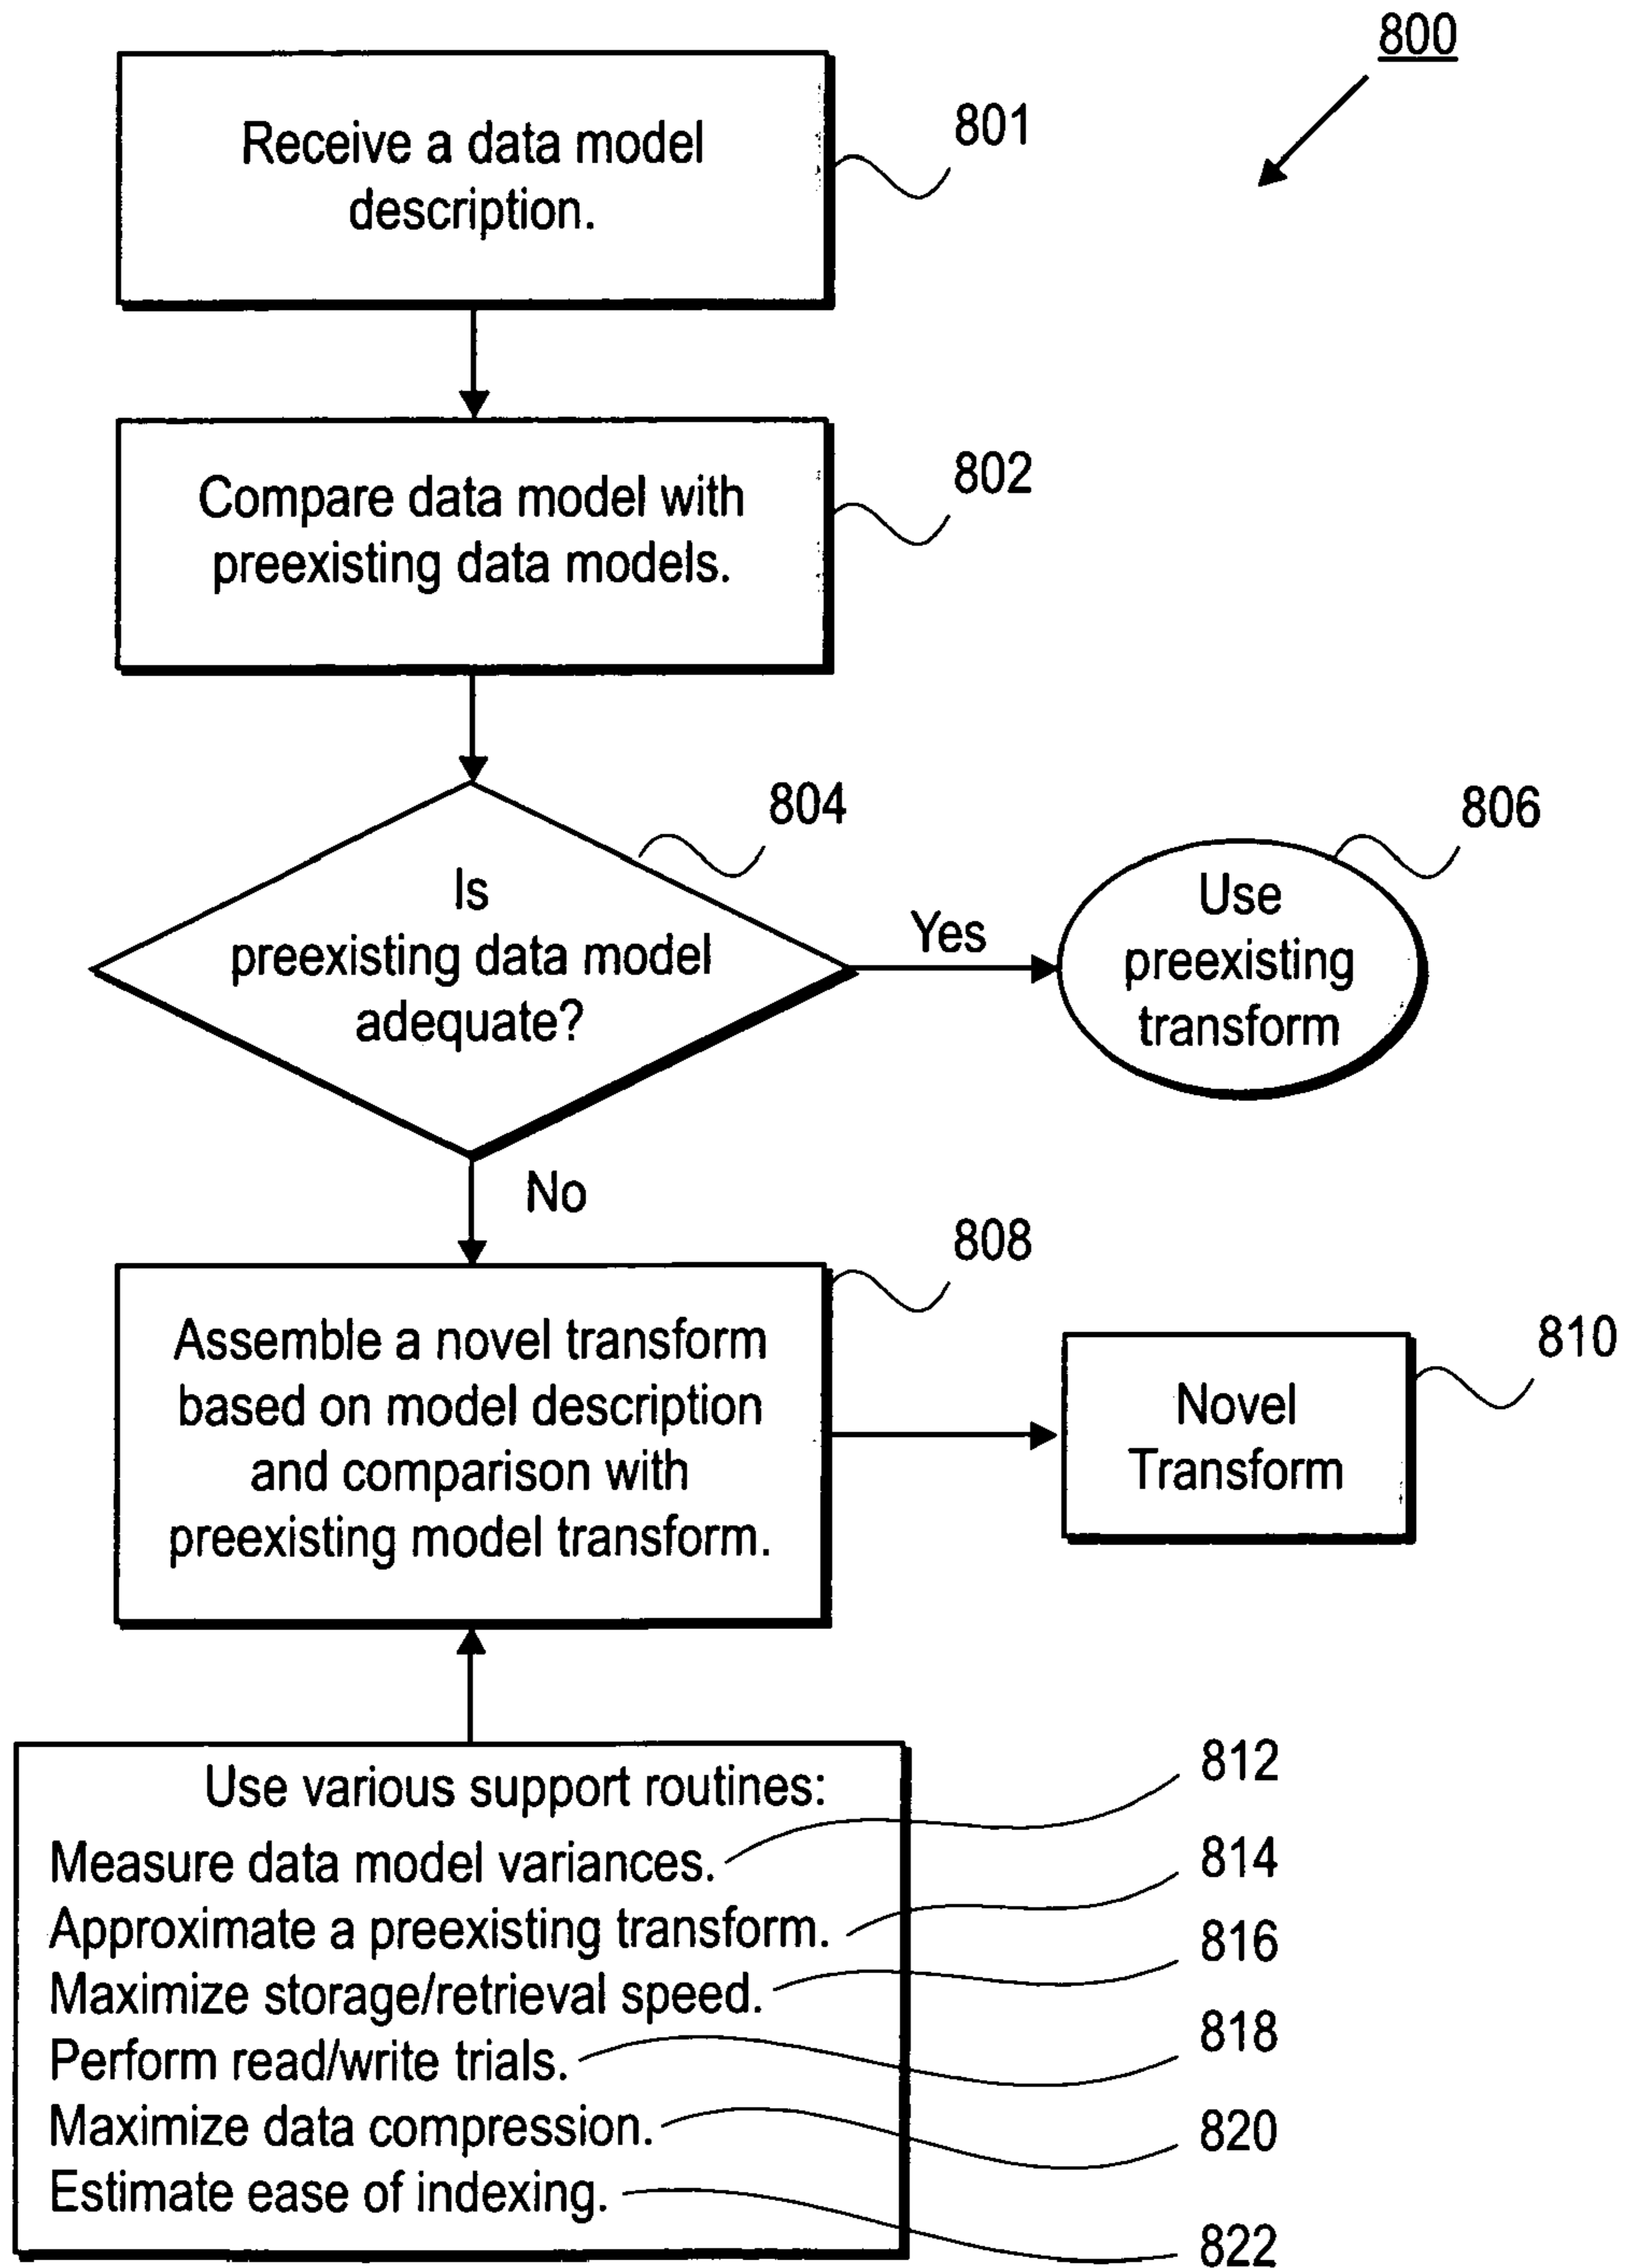 800
Receive a data model
description.
801
Compare data model with
preexisting data models.
802
Is
preexisting data model
adequate?
804
Yes
Use
preexisting
transform
806
No
Assemble a novel transform
based on model description
and comparison with
preexisting model transform.
808
Novel
Transform
810
Use various support routines:
Measure data model variances.
812
Approximate a preexisting transform.
814
Maximize storage/retrieval speed.
816
Perform read/write trials.
818
Maximize data compression.
820
Estimate ease of indexing.
822